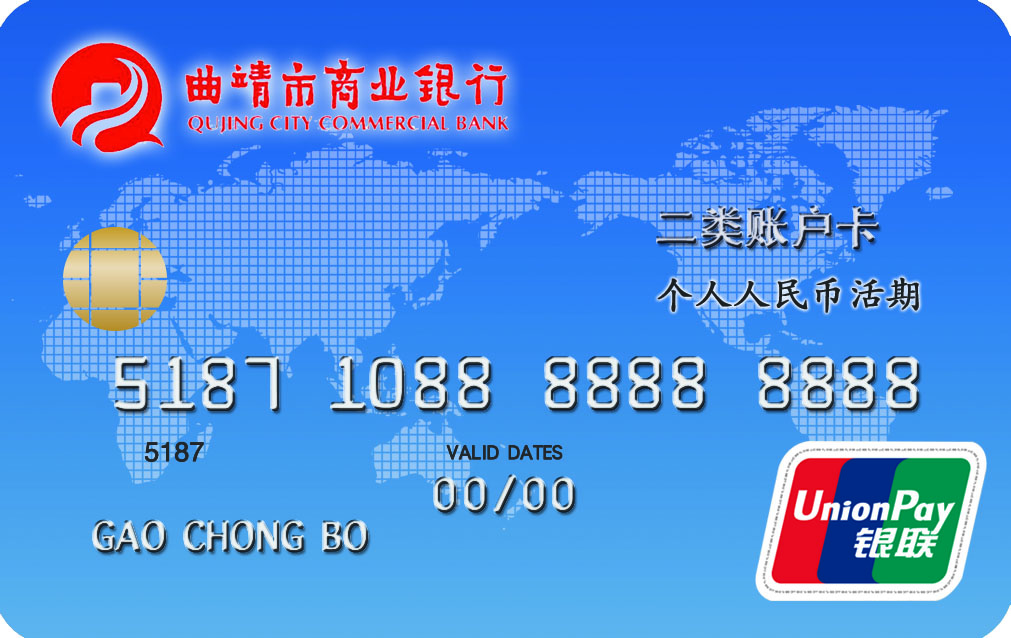 曲靖市商业银行
QUJING CITY COMMERCIAL BANK
二类账户卡
个人人民币活期
5187 1088 8888 8888
5187
VALID DATES
00/00
GAO CHONG BO
UnionPay
银联